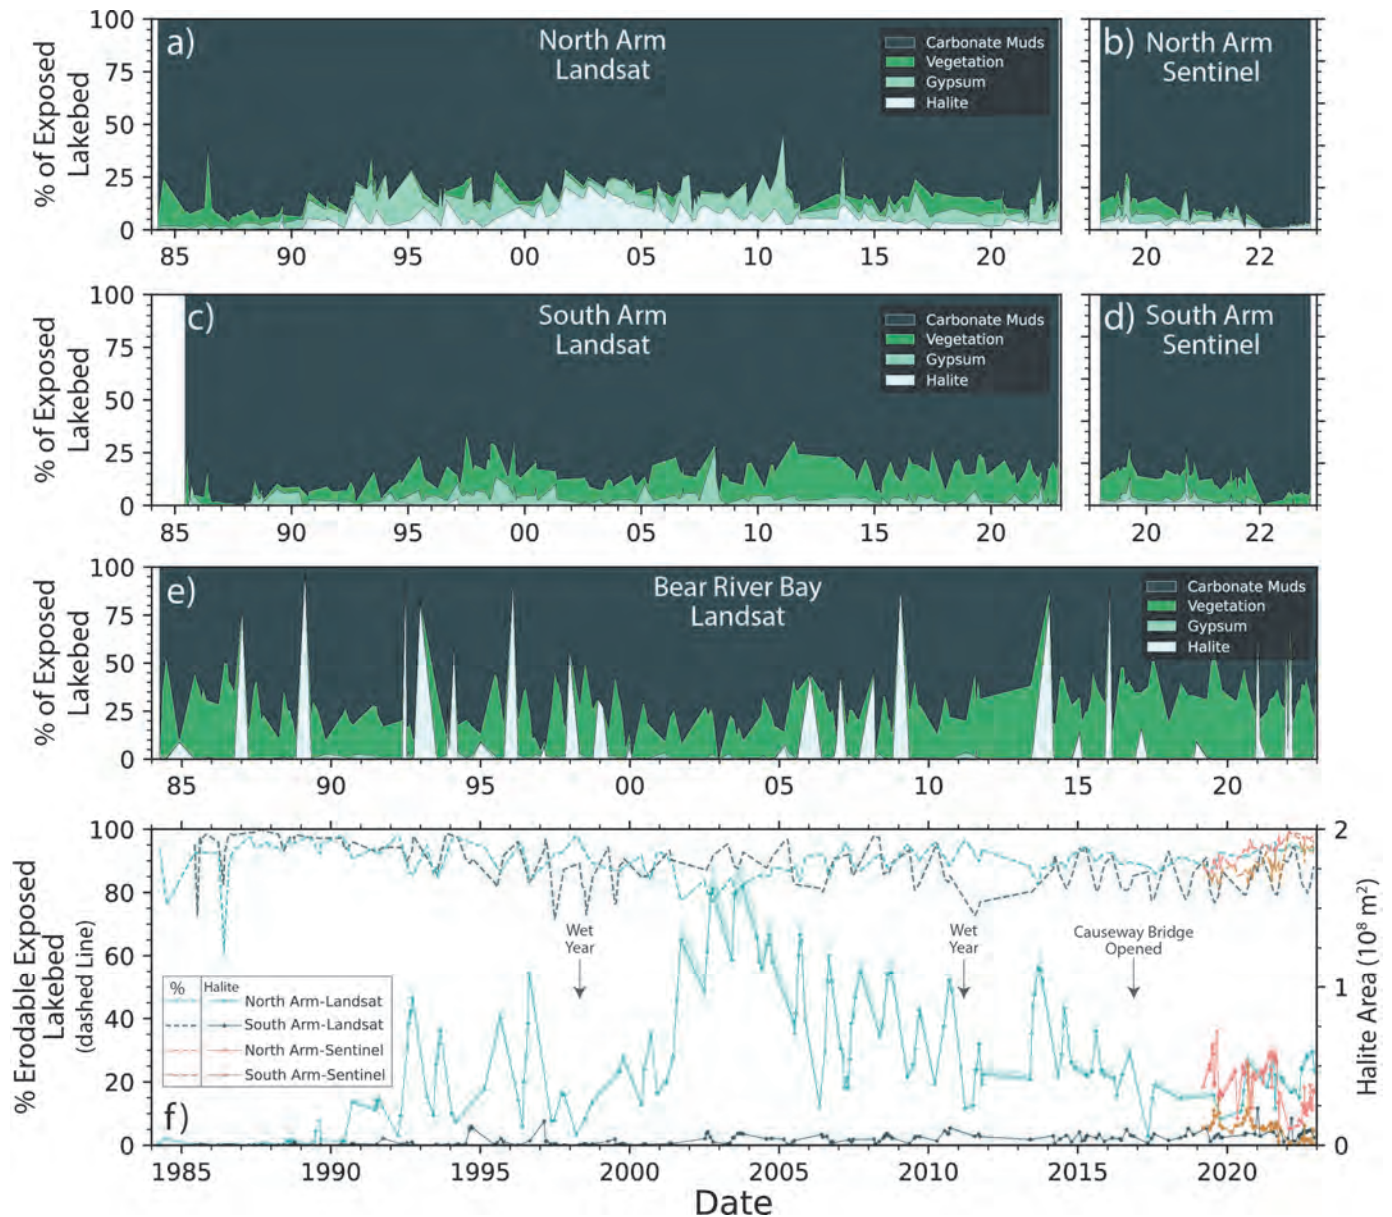 a)
North Arm
Landsat
Carbonate Muds
Vegetation
Gypsum
Halite
% of Exposed
Lakebed
100
75
50
25
0
85
90
95
00
05
10
15
20
b)
North Arm
Sentinel
20
22
c)
South Arm
Landsat
Carbonate Muds
Vegetation
Gypsum
Halite
% of Exposed
Lakebed
100
75
50
25
0
85
90
95
00
05
10
15
20
d)
South Arm
Sentinel
20
22
e)
Bear River Bay
Landsat
Carbonate Muds
Vegetation
Gypsum
Halite
% of Exposed
Lakebed
100
75
50
25
0
85
90
95
00
05
10
15
20
% Erodable Exposed
Lakebed
(dashed Line)
100
80
60
40
20
0
Wet
Year
Wet
Year
Causeway Bridge
Opened
% Halite
North Arm-Landsat
South Arm-Landsat
North Arm-Sentinel
South Arm-Sentinel
f)
2
1
0
Halite Area (10⁸ m²)
1985
1990
1995
2000
2005
2010
2015
2020
Date